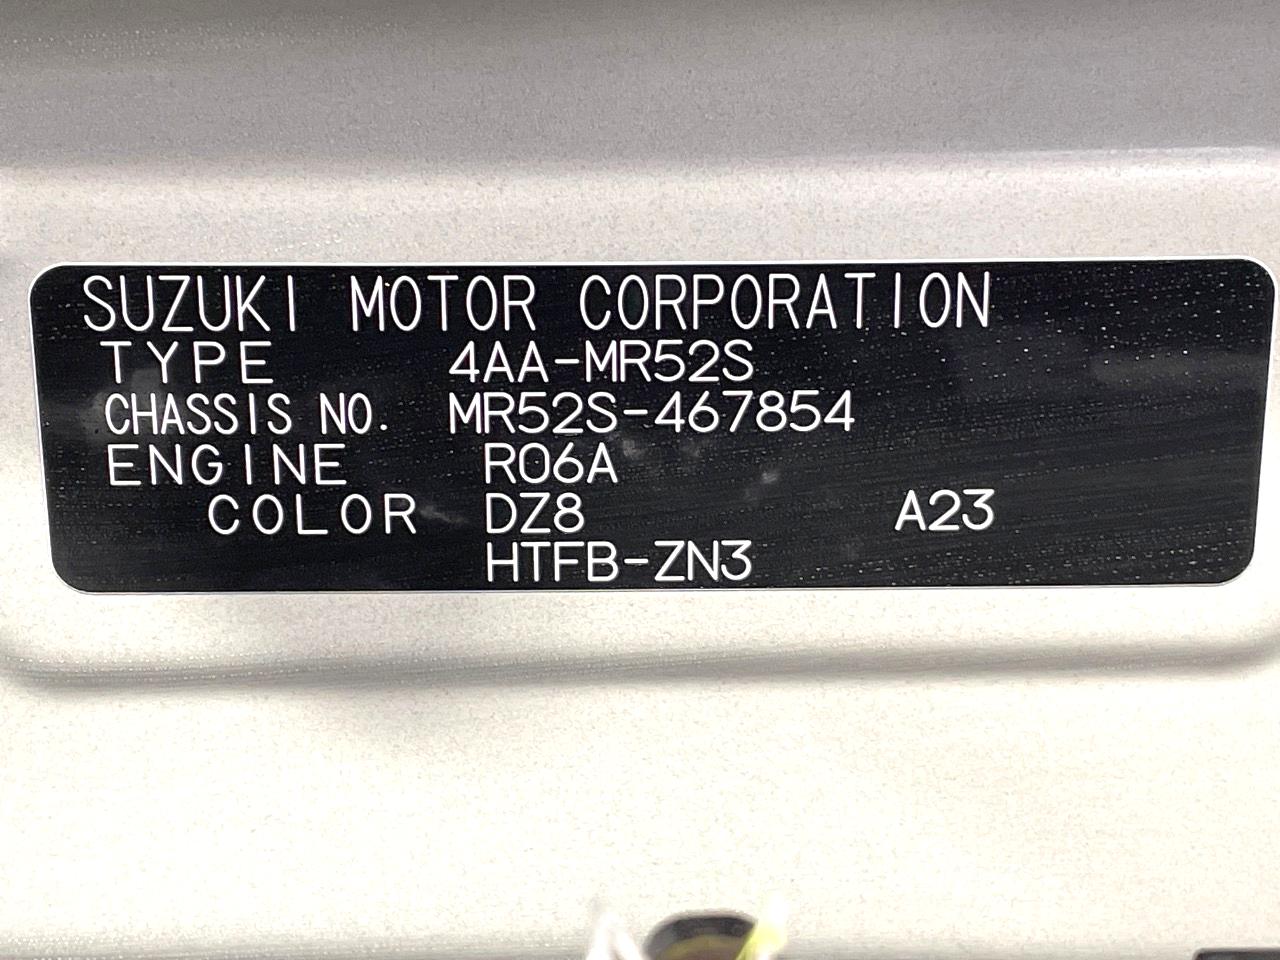 SUZUKI MOTOR CORPORATION
TYPE 4AA-MR52S
CHASSIS NO. MR52S-467854
ENGINE R06A
COLOR DZ8 A23
HTFB-ZN3